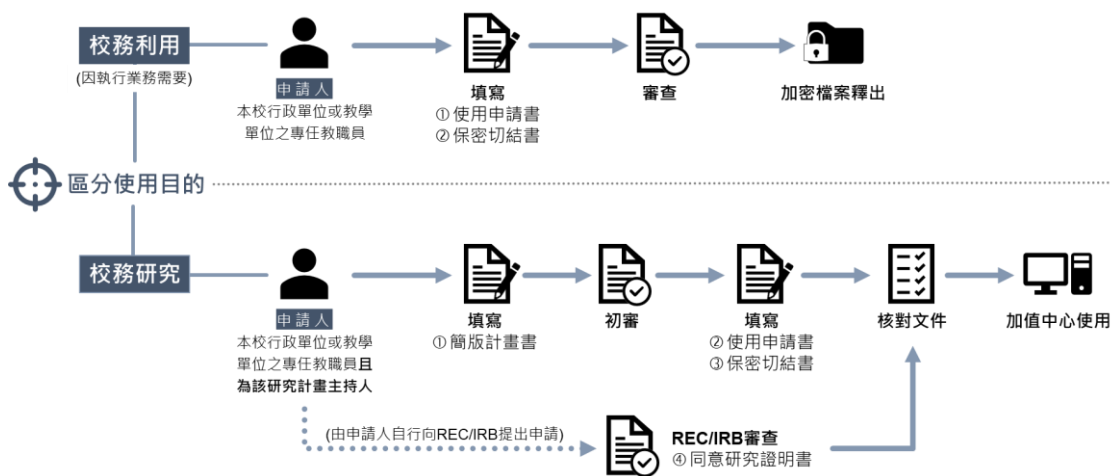 校務利用
(因執行業務需要)
申請人
本校行政單位或教學
單位之專任教職員
填寫
①使用申請書
②保密切結書
審查
加密檔案釋出
區分使用目的
校務研究
申請人
本校行政單位或教學
單位之專任教職員且
為該研究計畫主持人
填寫
①簡版計畫書
初審
填寫
②使用申請書
③保密切結書
核對文件
加值中心使用
(由申請人自行向REC/IRB提出申請)
REC/IRB審查
④同意研究證明書